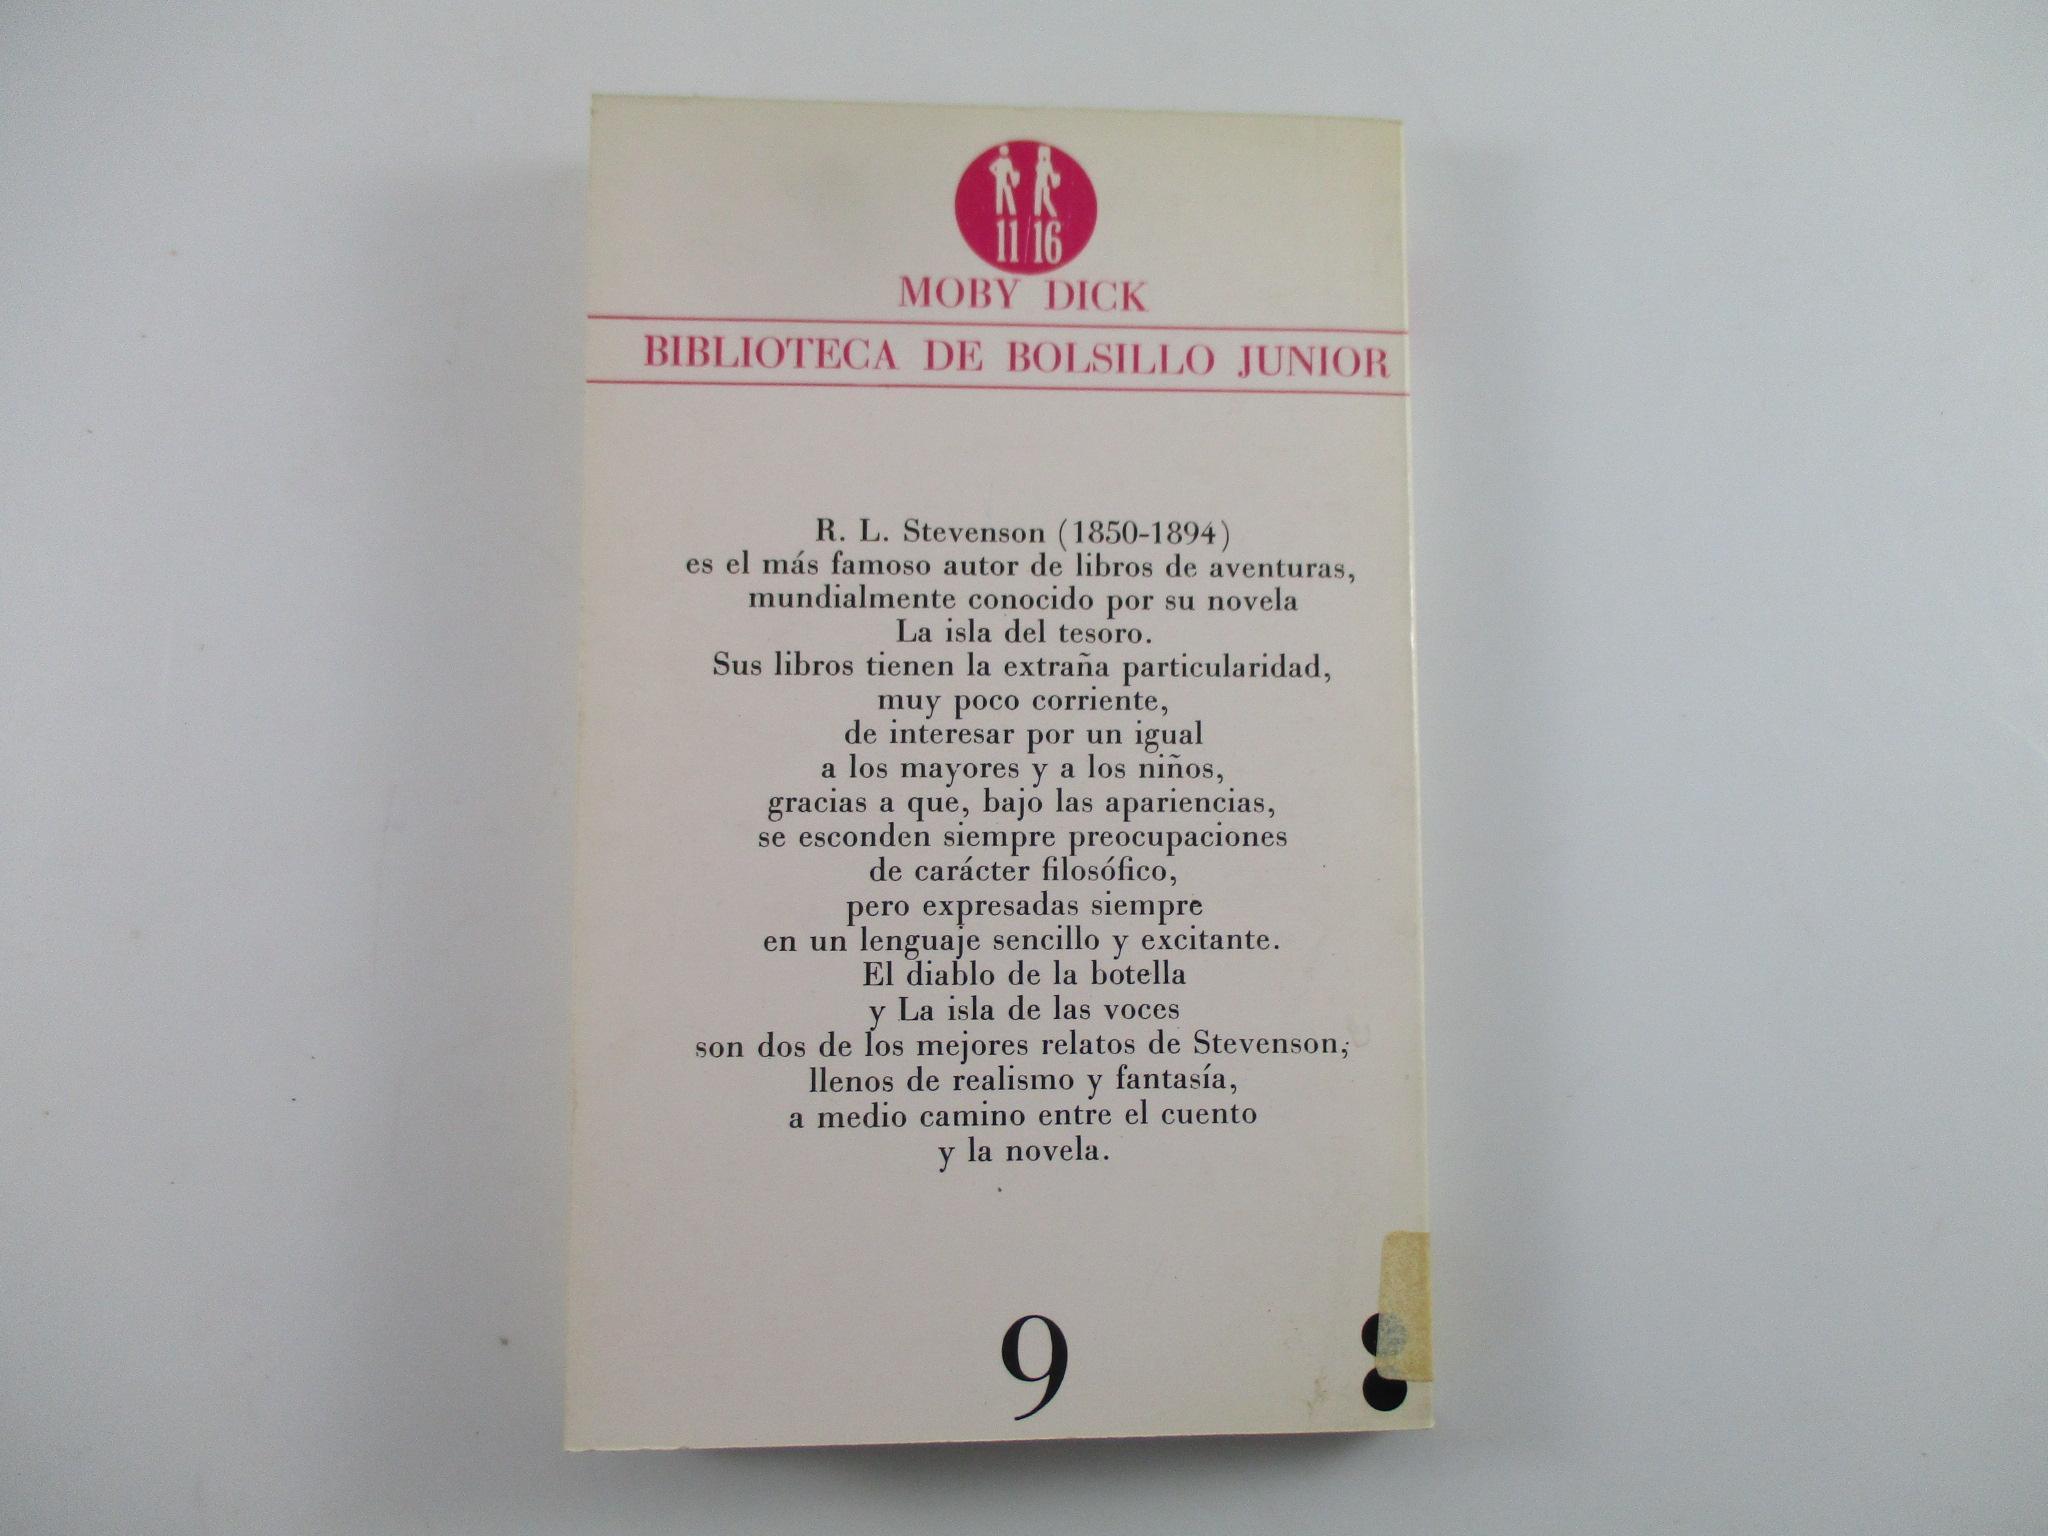 11/16
MOBY DICK
BIBLIOTECA DE BOLSILLO JUNIOR
R. L. Stevenson (1850-1894)
es el más famoso autor de libros de aventuras,
mundialmente conocido por su novela
La isla del tesoro.
Sus libros tienen la extraña particularidad,
muy poco corriente,
de interesar por un igual
a los mayores y a los niños,
gracias a que, bajo las apariencias,
se esconden siempre preocupaciones
de carácter filosófico,
pero expresadas siempre
en un lenguaje sencillo y excitante.
El diablo de la botella
y La isla de las voces
son dos de los mejores relatos de Stevenson,
llenos de realismo y fantasía,
a medio camino entre el cuento
y la novela.
9